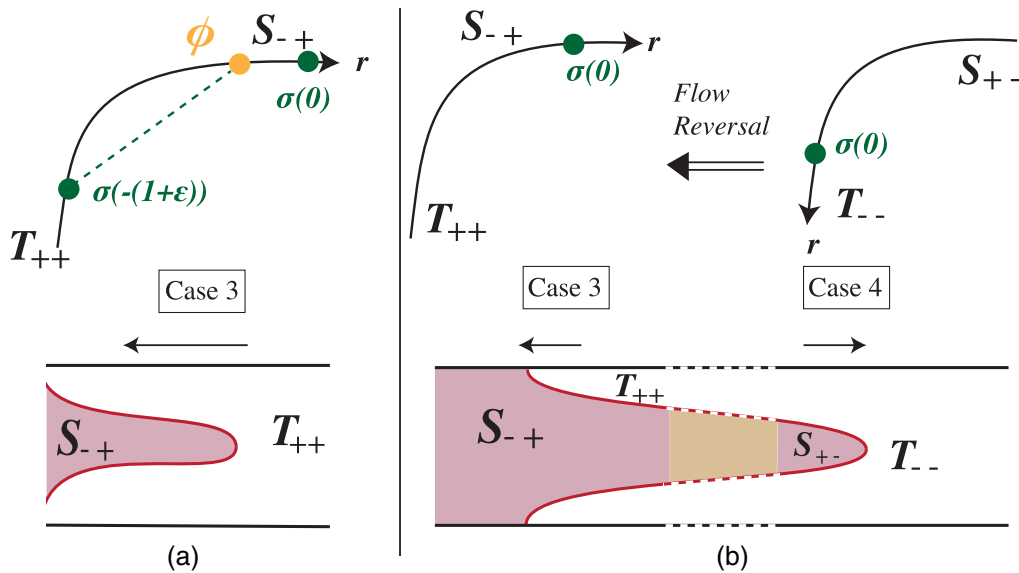 ϕ S₋₊ r
σ(0)
σ(-(1+ε))
T₊₊
Case 3
S₋₊ T₊₊
(a)
S₋₊ r
σ(0)
T₊₊
Flow
Reversal
S₊₋
σ(0)
T₋₋
r
Case 3
Case 4
T₊₊
S₋₊
S₊₋
T₋₋
(b)